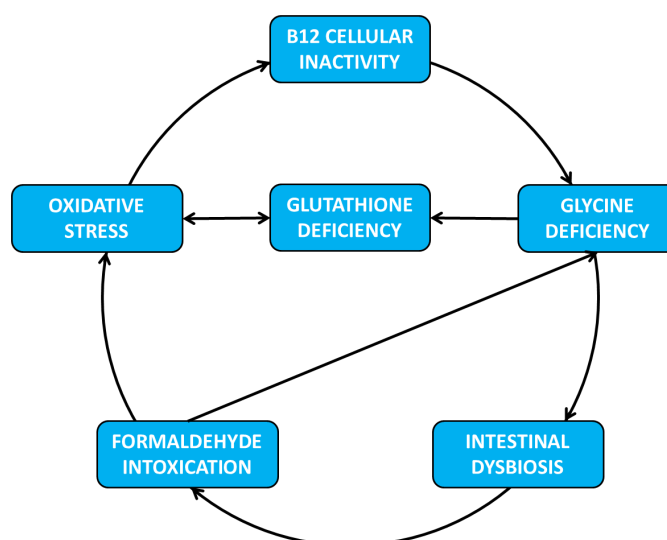 B12 CELLULAR
INACTIVITY
OXIDATIVE
STRESS
GLUTATHIONE
DEFICIENCY
GLYCINE
DEFICIENCY
FORMALDEHYDE
INTOXICATION
INTESTINAL
DYSBIOSIS